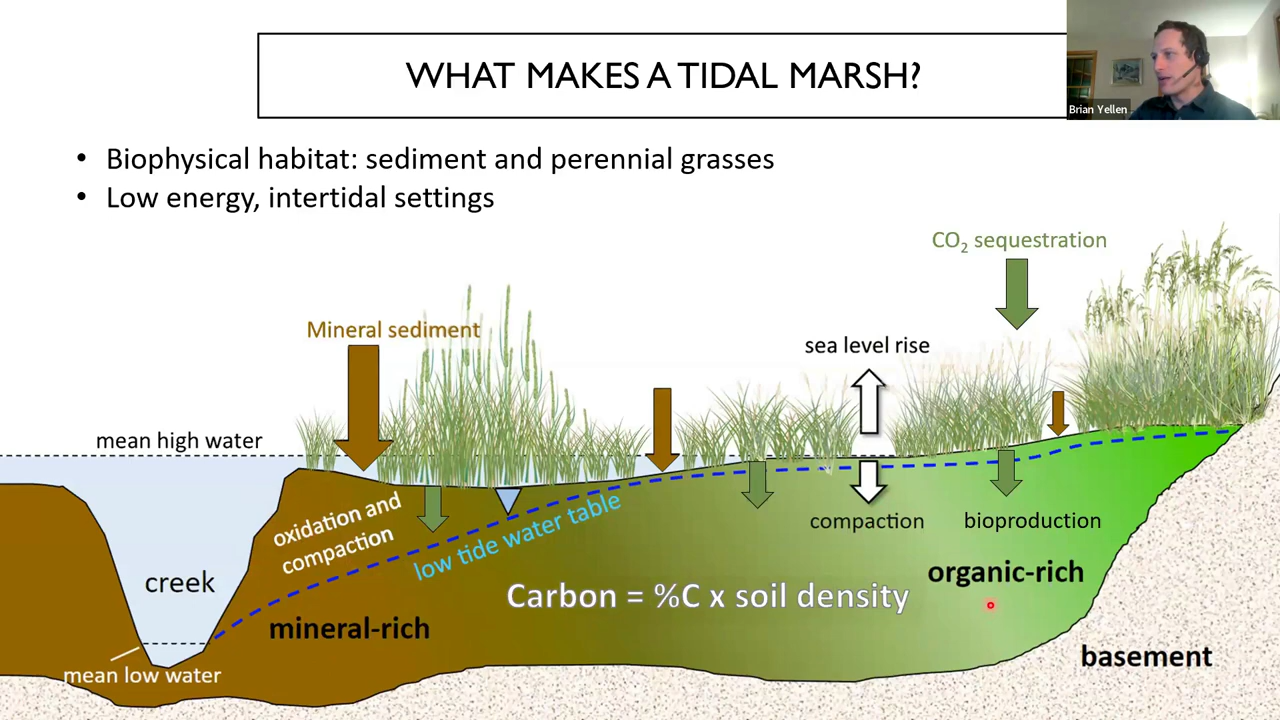 WHAT MAKES A TIDAL MARSH?
Brian Yellen
• Biophysical habitat: sediment and perennial grasses
• Low energy, intertidal settings
CO₂ sequestration
Mineral sediment
sea level rise
mean high water
oxidation and
compaction
low tide water table
compaction
bioproduction
creek
organic-rich
Carbon = %C x soil density
mineral-rich
basement
mean low water